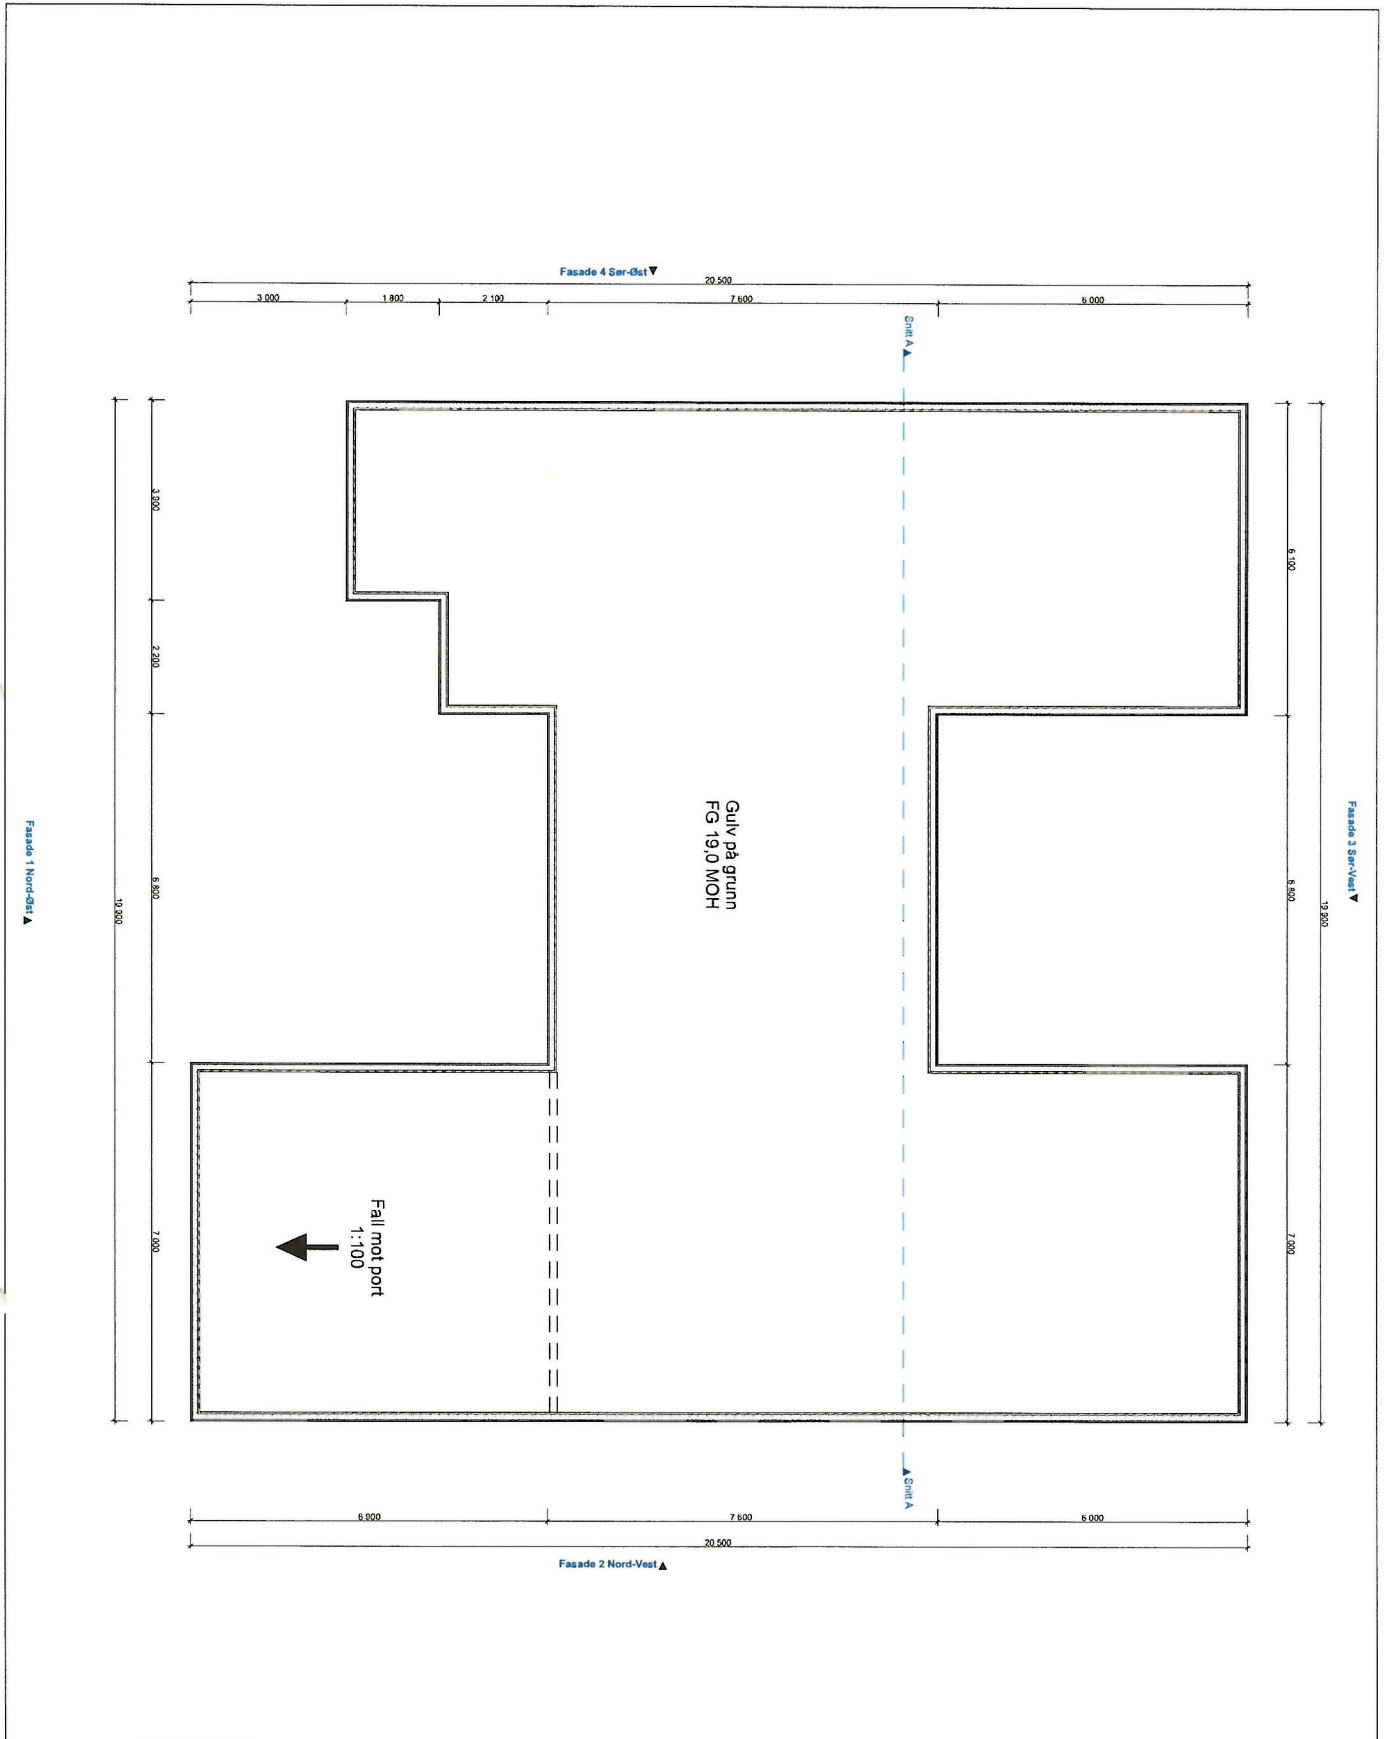 Fasade 4 Sør-Øst
20 500
3 000
1 800
2 100
7 600
6 000
Snitt A
3 900
2 200
6 800
7 000
19 900
6 100
6 800
7 000
19 900
Fasade 3 Sør-Vest
Fasade 1 Nord-Øst
Gulv på grunn
FG 19,0 MOH
Fall mot port
1:100
Snitt A
6 900
7 600
6 000
20 500
Fasade 2 Nord-Vest